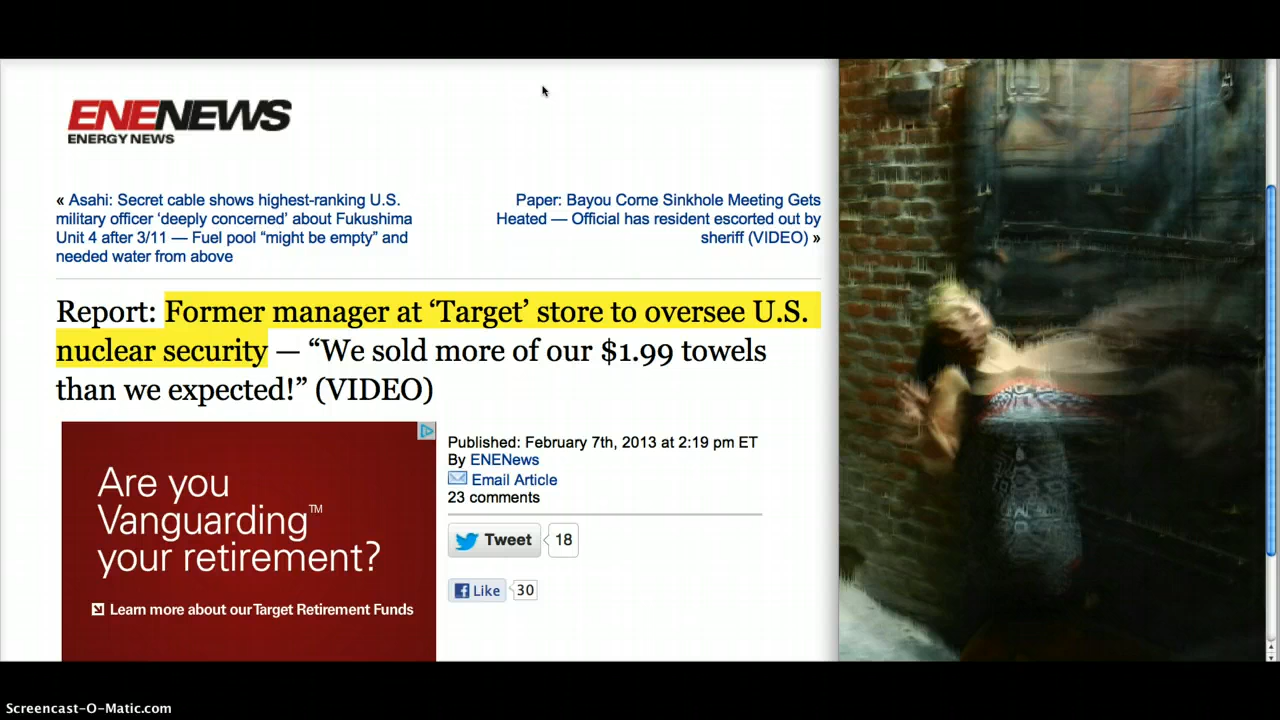 ENENEWS
ENERGY NEWS
« Asahi: Secret cable shows highest-ranking U.S.
military officer ‘deeply concerned’ about Fukushima
Unit 4 after 3/11 — Fuel pool “might be empty” and
needed water from above
Paper: Bayou Corne Sinkhole Meeting Gets
Heated — Official has resident escorted out by
sheriff (VIDEO) »
Report: Former manager at ‘Target’ store to oversee U.S.
nuclear security — “We sold more of our $1.99 towels
than we expected!” (VIDEO)
Are you
Vanguarding™
your retirement?
Learn more about our Target Retirement Funds
Published: February 7th, 2013 at 2:19 pm ET
By ENENews
Email Article
23 comments
Tweet 18
Like 30
Screencast-O-Matic.com